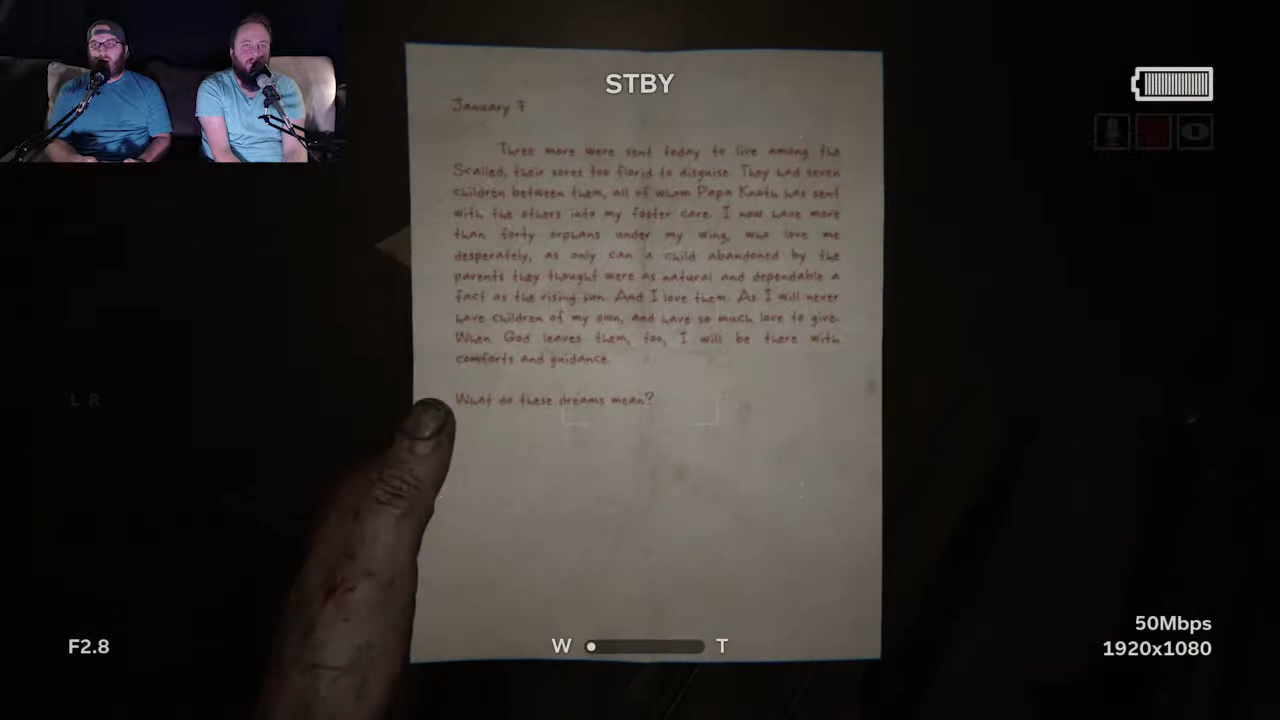 STBY
January 7
Three more were sent today to live among the
Scalled, their sores too florid to disguise. They had seven
children between them, all of whom Papa Knoth has sent
with the others into my foster care. I now have more
than forty orphans under my wing, who love me
desperately, as only can a child abandoned by the
parents they thought were as natural and dependable a
fact as the rising sun. And I love them. As I will never
have children of my own, and have so much love to give.
When God leaves them, too, I will be there with
comforts and guidance.
What do these dreams mean?
L R
F2.8
W T
50Mbps
1920x1080